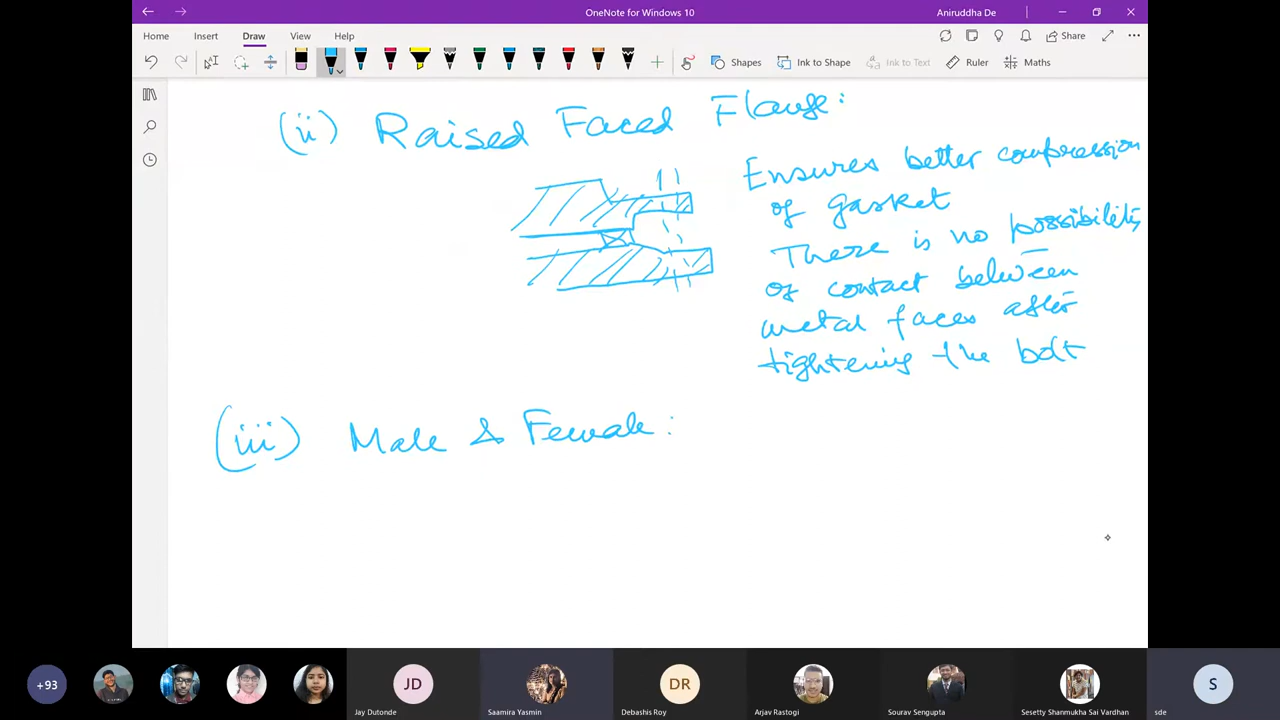 OneNote for Windows 10
Aniruddha De
Home Insert Draw View Help
Share
Shapes
Ink to Shape
Ink to Text
Ruler
Maths
(ii) Raised Faced Flange:
Ensures better compression
of gasket
There is no possibility
of contact between
metal faces after
tightening the bolt
(iii) Male & Female:
+93
JD
DR
S
Jay Dutonde
Saamira Yasmin
Debashis Roy
Arjav Rastogi
Sourav Sengupta
Sesetty Shanmukha Sai Vardhan
sde